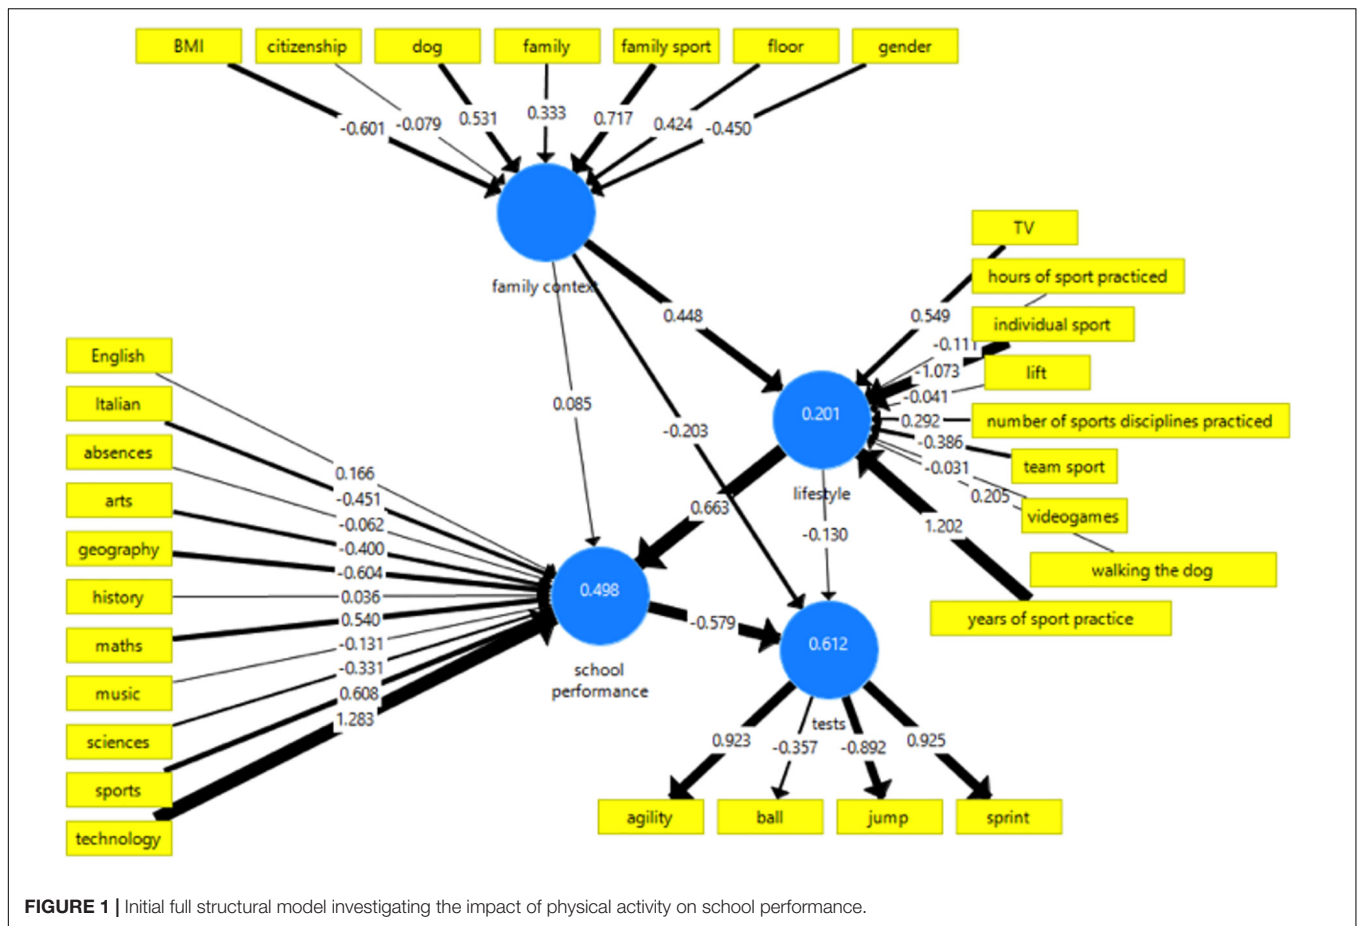 BMI
citizenship
dog
family
family sport
floor
gender
-0.601
-0.079
0.531
0.333
0.717
0.424
-0.450
family context
TV
hours of sport practiced
individual sport
lift
number of sports disciplines practiced
team sport
videogames
walking the dog
years of sport practice
0.549
-0.111
-1.073
-0.041
0.292
-0.386
-0.031
0.205
1.202
0.448
0.085
-0.203
0.201
lifestyle
0.663
-0.130
English
Italian
absences
arts
geography
history
maths
music
sciences
sports
technology
0.166
-0.451
-0.062
-0.400
-0.604
0.036
0.540
-0.131
-0.331
0.608
1.283
0.498
school
performance
-0.579
0.612
tests
0.923
-0.357
-0.892
0.925
agility
ball
jump
sprint
FIGURE 1 | Initial full structural model investigating the impact of physical activity on school performance.